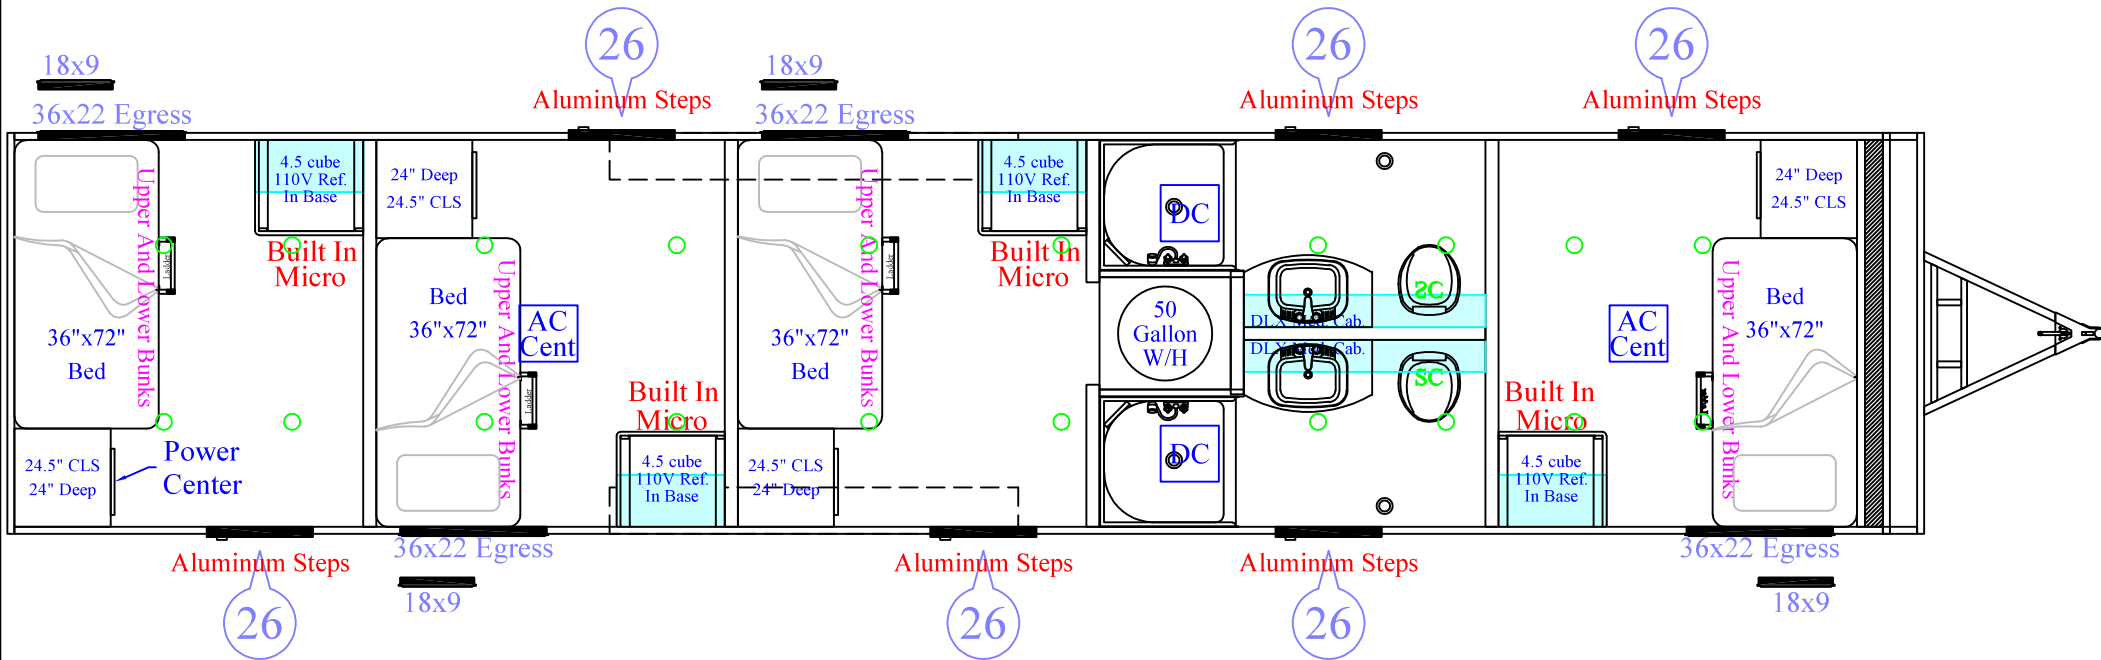 26
26
26
18x9
18x9
Aluminum Steps
Aluminum Steps
Aluminum Steps
36x22 Egress
36x22 Egress
4.5 cube
110V Ref.
In Base
24" Deep
24.5" CLS
4.5 cube
110V Ref.
In Base
DC
24" Deep
24.5" CLS
Upper And Lower Bunks
Built In
Micro
Ladder
Upper And Lower Bunks
Ladder
Built In
Micro
Bed
36"x72"
Upper And Lower Bunks
AC
Cent
50
Gallon
W/H
SC
DLX Med. Cab.
DLX Med. Cab.
SC
AC
Cent
Upper And Lower Bunks
Bed
36"x72"
36"x72"
Bed
36"x72"
Bed
Ladder
Built In
Micro
Built In
Micro
Ladder
Power
Center
24.5" CLS
24" Deep
4.5 cube
110V Ref.
In Base
24.5" CLS
24" Deep
DC
4.5 cube
110V Ref.
In Base
36x22 Egress
36x22 Egress
Aluminum Steps
Aluminum Steps
Aluminum Steps
18x9
18x9
26
26
26